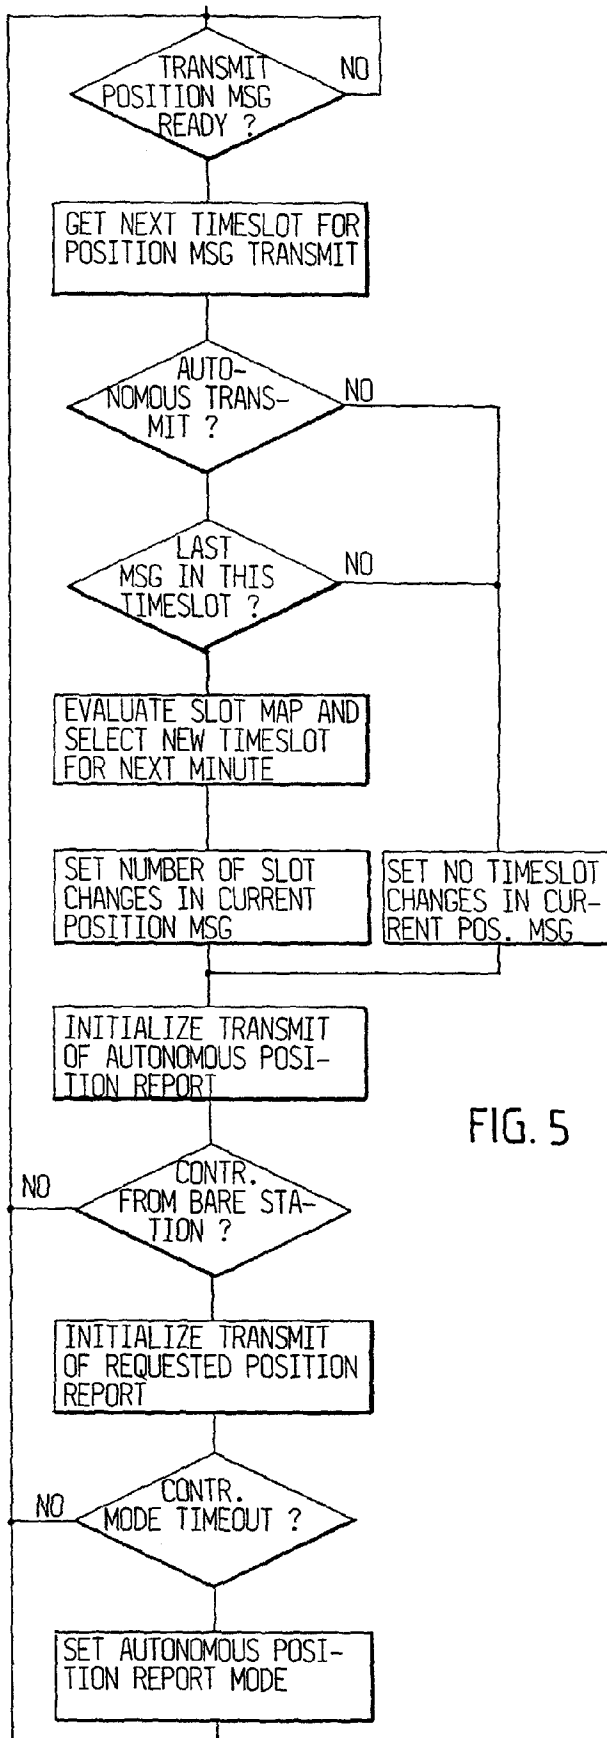 TRANSMIT
POSITION MSG
READY ?
NO
GET NEXT TIMESLOT FOR
POSITION MSG TRANSMIT
AUTO-
NOMOUS TRANS-
MIT ?
NO
LAST
MSG IN THIS
TIMESLOT ?
NO
EVALUATE SLOT MAP AND
SELECT NEW TIMESLOT
FOR NEXT MINUTE
SET NUMBER OF SLOT
CHANGES IN CURRENT
POSITION MSG
SET NO TIMESLOT
CHANGES IN CUR-
RENT POS. MSG
INITIALIZE TRANSMIT
OF AUTONOMOUS POSI-
TION REPORT
FIG. 5
CONTR.
FROM BARE STA-
TION ?
NO
INITIALIZE TRANSMIT
OF REQUESTED POSITION
REPORT
CONTR.
MODE TIMEOUT ?
NO
SET AUTONOMOUS POSI-
TION REPORT MODE